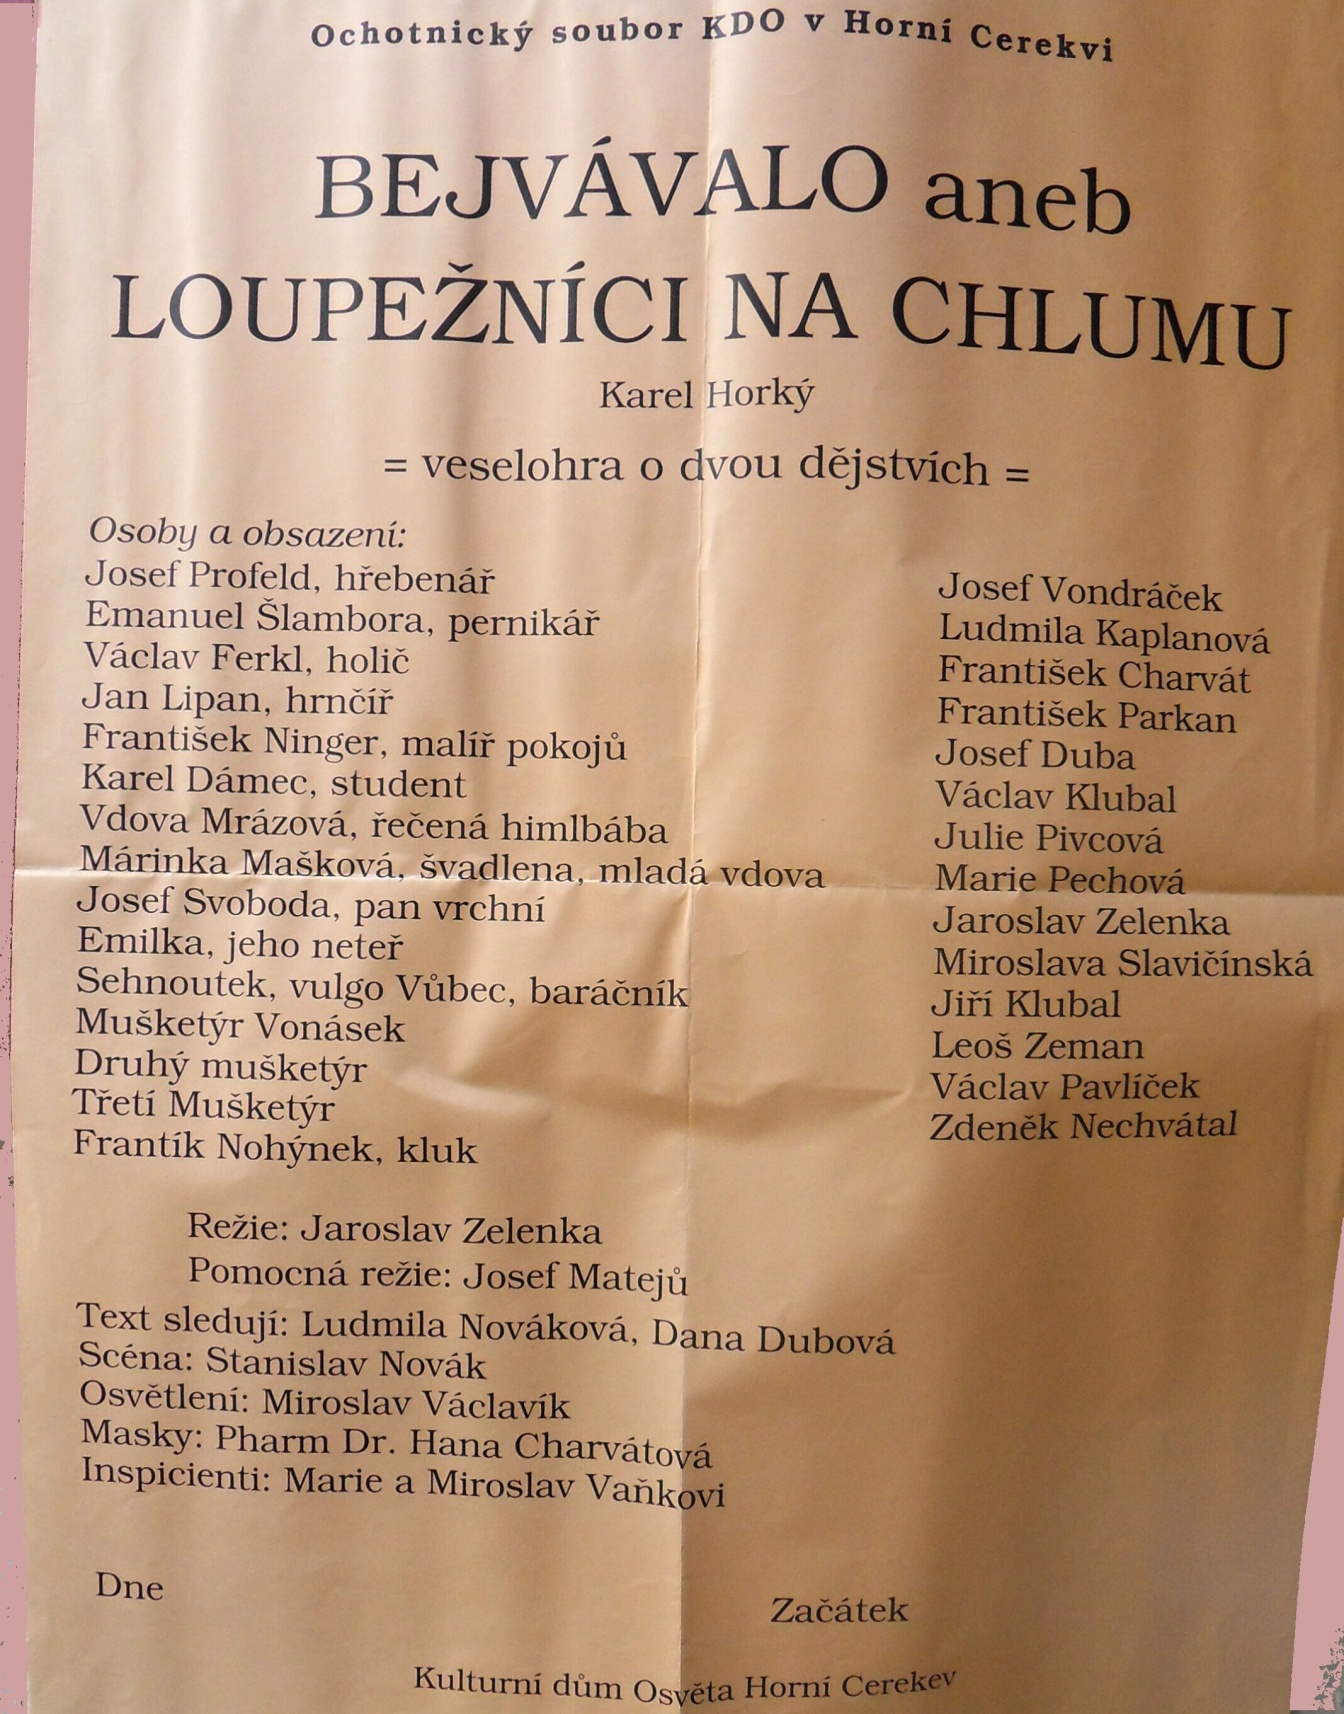 Ochotnický soubor KDO v Horní Cerekvi
BEJVÁVALO aneb
LOUPEŽNÍCI NA CHLUMU
Karel Horký
= veselohra o dvou dějstvích =
Osoby a obsazení:
Josef Profeld, hřebenář Josef Vondráček
Emanuel Šlambora, pernikář Ludmila Kaplanová
Václav Ferkl, holič František Charvát
Jan Lipan, hrnčíř František Parkan
František Ninger, malíř pokojů Josef Duba
Karel Dámec, student Václav Klubal
Vdova Mrázová, řečená himlbába Julie Pivcová
Márinka Mašková, švadlena, mladá vdova Marie Pechová
Josef Svoboda, pan vrchní Jaroslav Zelenka
Emilka, jeho neteř Miroslava Slavičínská
Sehnoutek, vulgo Vůbec, baráčník Jiří Klubal
Mušketýr Vonásek Leoš Zeman
Druhý mušketýr Václav Pavlíček
Třetí Mušketýr Zdeněk Nechvátal
Frantík Nohýnek, kluk
Režie: Jaroslav Zelenka
Pomocná režie: Josef Matejů
Text sledují: Ludmila Nováková, Dana Dubová
Scéna: Stanislav Novák
Osvětlení: Miroslav Václavík
Masky: Pharm Dr. Hana Charvátová
Inspicienti: Marie a Miroslav Vaňkovi
Dne Začátek
Kulturní dům Osvěta Horní Cerekev